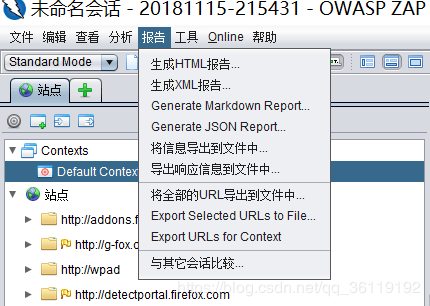 未命名会话 - 20181115-215431 - OWASP ZAP
文件 编辑 查看 分析 报告 工具 Online 帮助
Standard Mode
站点
生成HTML报告...
生成XML报告...
Generate Markdown Report...
Generate JSON Report...
将信息导出到文件中...
导出响应信息到文件中...
将全部的URL导出到文件中...
Export Selected URLs to File...
Export URLs for Context
与其它会话比较...
Contexts
Default Context
站点
http://addons.f
http://g-fox.c
http://wpad
http://detectportal.firefox.com
https://blog.csdn.net/qq_36119192